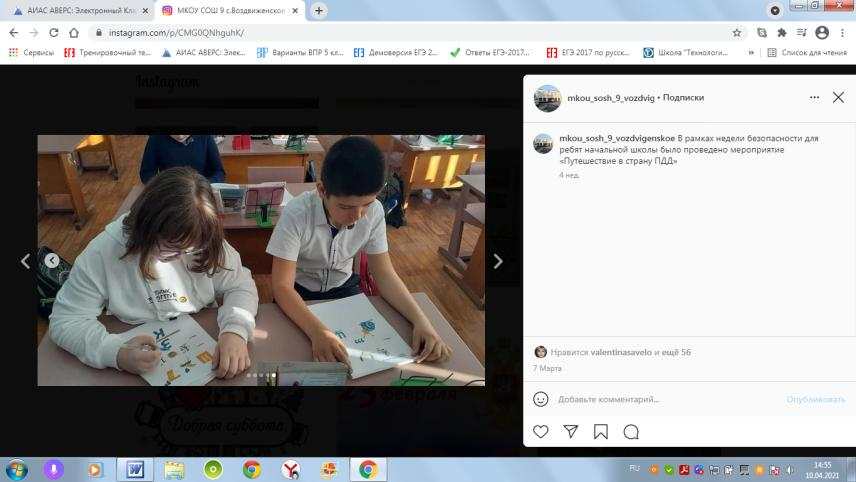 АИАС АВЕРС: Электронный Кла
МКОУ СОШ 9 с.Воздвиженское
instagram.com/p/CMG0QNhguhK/
Сервисы
Тренировочный те...
АИАС АВЕРС: Элек...
Варианты ВПР 5 кл...
Демоверсия ЕГЭ 2...
Ответы ЕГЭ-2017...
ЕГЭ 2017 по русск...
Школа "Технологи...
»
Список для чтения
Instagram
mkou_sosh_9_vozdvig • Подписки
mkou_sosh_9_vozdvigenskoe В рамках недели безопасности для
ребят начальной школы было проведено мероприятие
«Путешествие в страну ПДД»
4 нед.
Нравится valentinasavelo и ещё 56
7 Марта
Добавьте комментарий...
Опубликовать
23 февраля
Добрая суббота
RU
14:55
10.04.2021